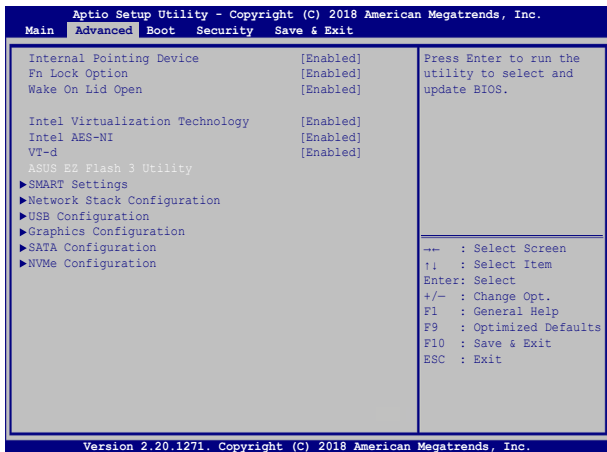 Aptio Setup Utility - Copyright (C) 2018 American Megatrends, Inc.
Main Advanced Boot Security Save & Exit
Internal Pointing Device [Enabled]
Fn Lock Option [Enabled]
Wake On Lid Open [Enabled]
Intel Virtualization Technology [Enabled]
Intel AES-NI [Enabled]
VT-d [Enabled]
ASUS EZ Flash 3 Utility
▶SMART Settings
▶Network Stack Configuration
▶USB Configuration
▶Graphics Configuration
▶SATA Configuration
▶NVMe Configuration
Press Enter to run the
utility to select and
update BIOS.
→← : Select Screen
↑↓ : Select Item
Enter: Select
+/— : Change Opt.
F1 : General Help
F9 : Optimized Defaults
F10 : Save & Exit
ESC : Exit
Version 2.20.1271. Copyright (C) 2018 American Megatrends, Inc.